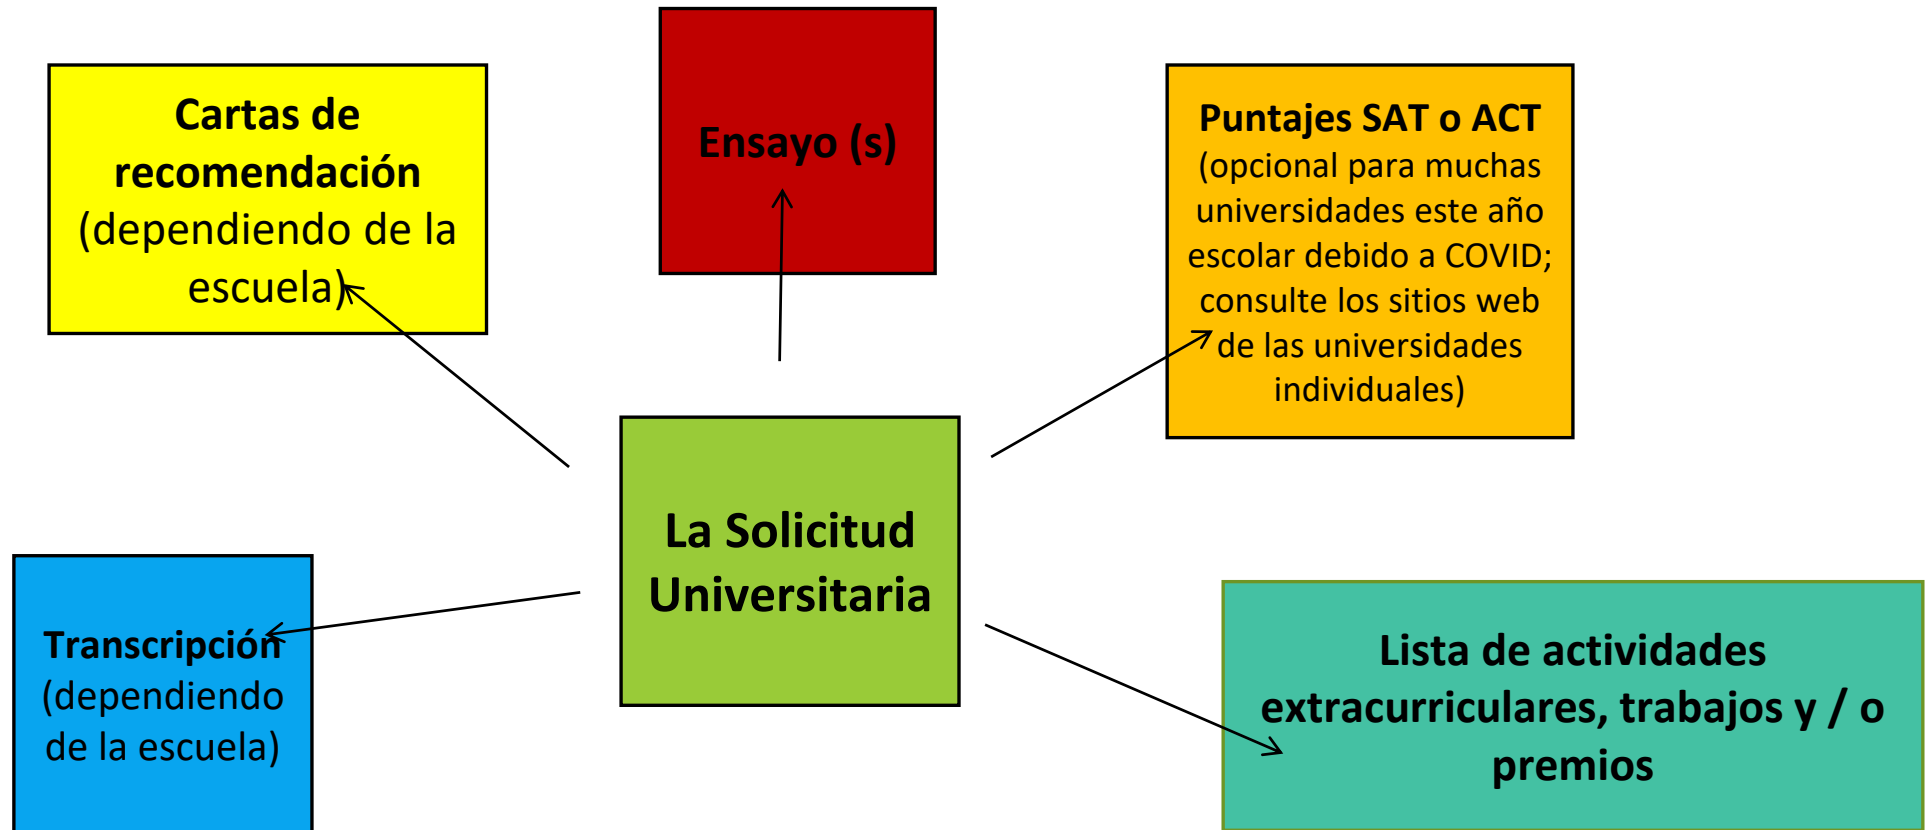 Cartas de
recomendación
(dependiendo de la
escuela)
Ensayo (s)
Puntajes SAT o ACT
(opcional para muchas
universidades este año
escolar debido a COVID;
consulte los sitios web
de las universidades
individuales)
La Solicitud
Universitaria
Transcripción
(dependiendo
de la escuela)
Lista de actividades
extracurriculares, trabajos y / o
premios